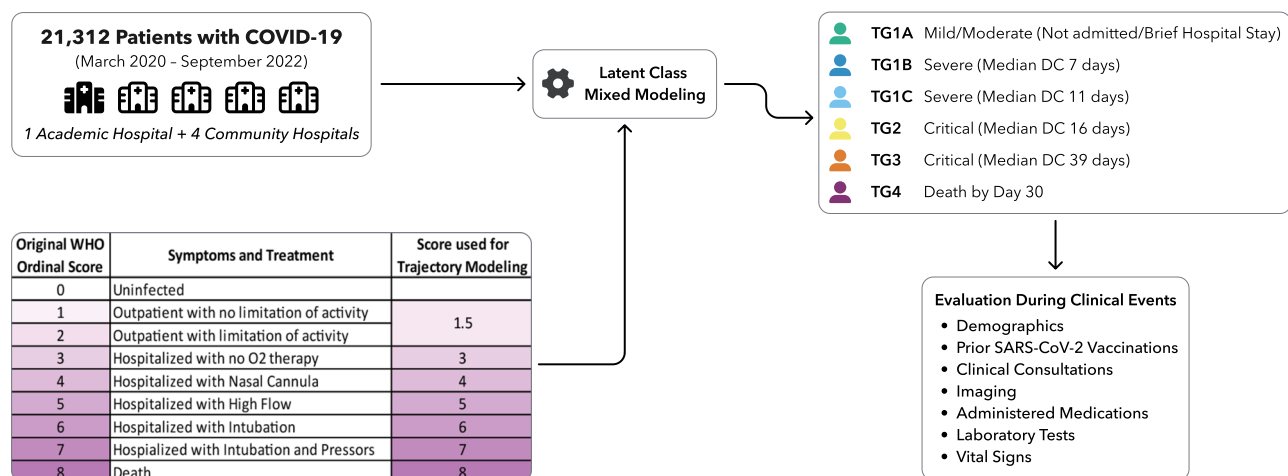 21,312 Patients with COVID-19
(March 2020 – September 2022)
1 Academic Hospital + 4 Community Hospitals
Latent Class
Mixed Modeling
TG1A Mild/Moderate (Not admitted/Brief Hospital Stay)
TG1B Severe (Median DC 7 days)
TG1C Severe (Median DC 11 days)
TG2 Critical (Median DC 16 days)
TG3 Critical (Median DC 39 days)
TG4 Death by Day 30
Original WHO
Ordinal Score
Symptoms and Treatment
Score used for
Trajectory Modeling
0 Uninfected
1 Outpatient with no limitation of activity
1.5
2 Outpatient with limitation of activity
3 Hospitalized with no O2 therapy 3
4 Hospitalized with Nasal Cannula 4
5 Hospitalized with High Flow 5
6 Hospitalized with Intubation 6
7 Hospialized with Intubation and Pressors 7
8 Death 8
Evaluation During Clinical Events
• Demographics
• Prior SARS-CoV-2 Vaccinations
• Clinical Consultations
• Imaging
• Administered Medications
• Laboratory Tests
• Vital Signs